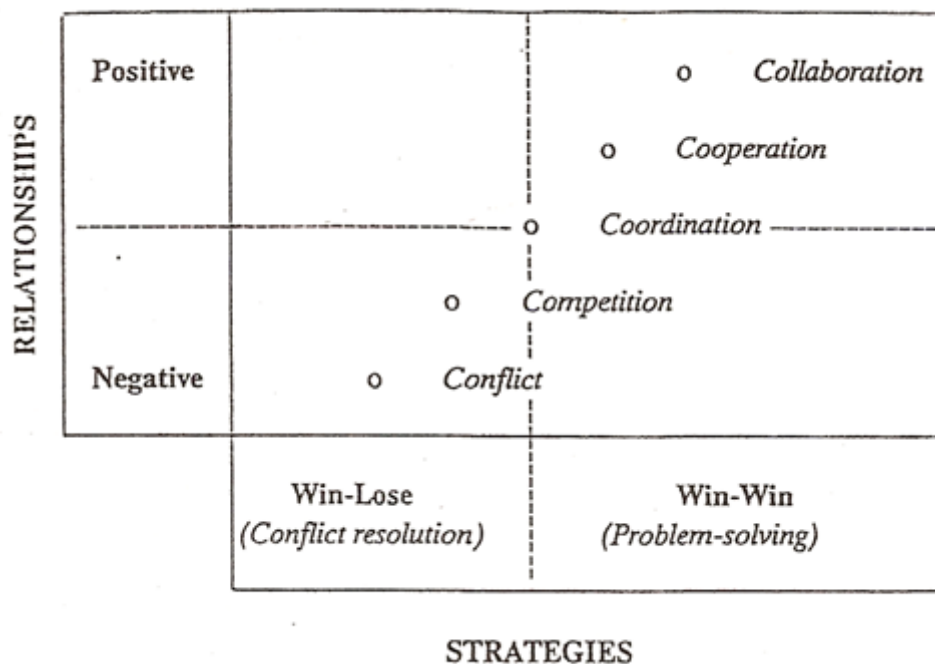 RELATIONSHIPS
Positive
Collaboration
Cooperation
Coordination
Competition
Negative
Conflict
Win-Lose
(Conflict resolution)
Win-Win
(Problem-solving)
STRATEGIES